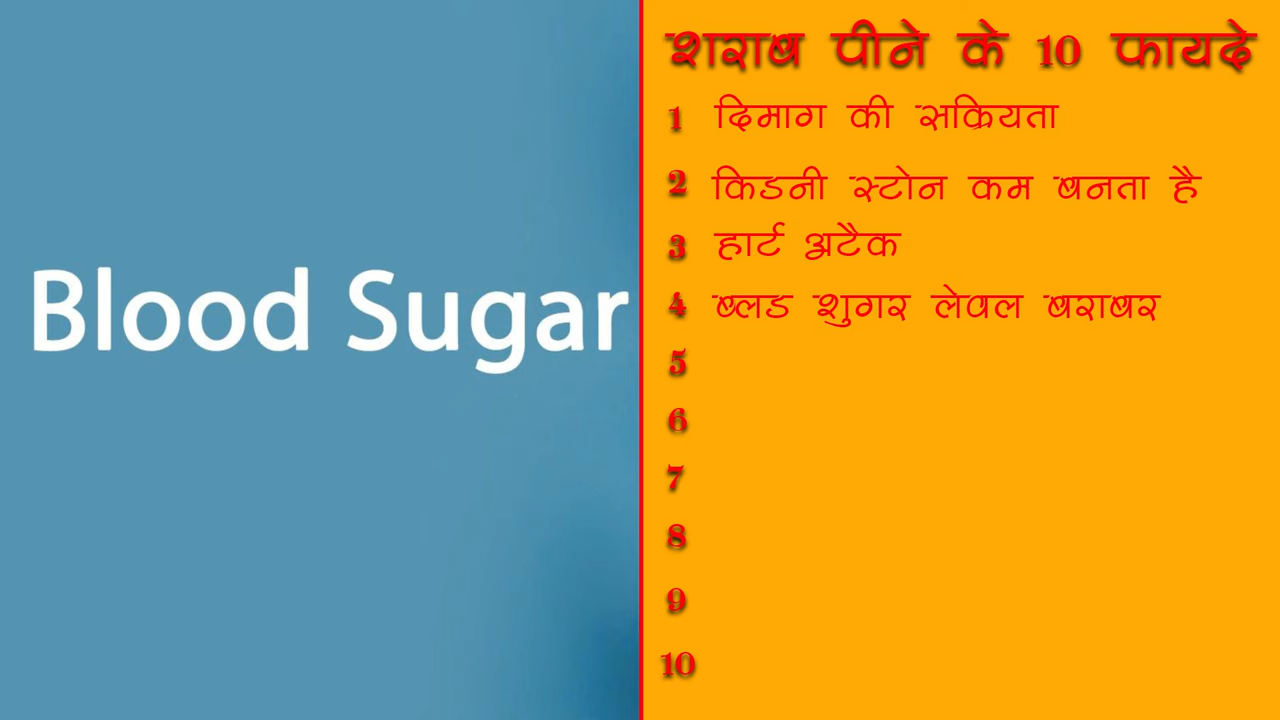 Blood Sugar
शराब पीने के 10 फायदे
1 दिमाग की सक्रियता
2 किडनी स्टोन कम बनता है
3 हार्ट अटैक
4 ब्लड शुगर लेवल बराबर
5
6
7
8
9
10